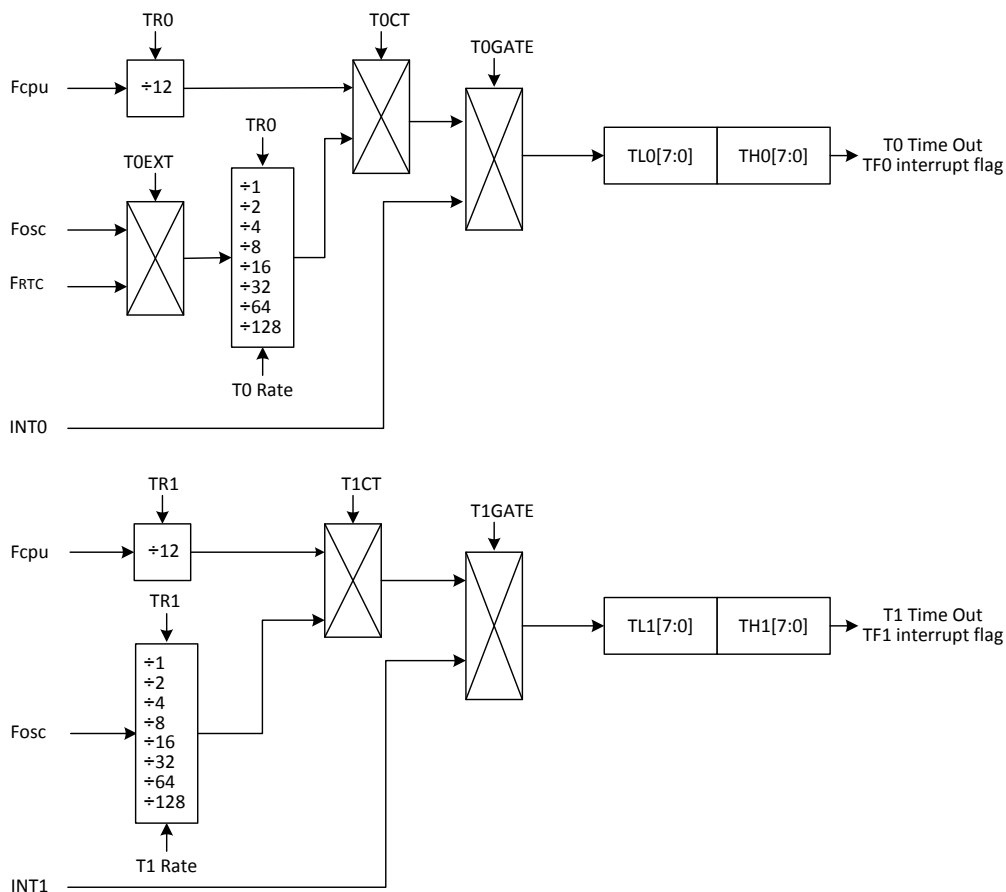 TR0
T0CT
T0GATE
Fcpu
÷12
TR0
T0EXT
÷1
÷2
÷4
÷8
÷16
÷32
÷64
÷128
Fosc
FRTC
T0 Rate
INT0
TL0[7:0]
TH0[7:0]
T0 Time Out
TF0 interrupt flag
TR1
T1CT
T1GATE
Fcpu
÷12
TR1
÷1
÷2
÷4
÷8
÷16
÷32
÷64
÷128
Fosc
T1 Rate
INT1
TL1[7:0]
TH1[7:0]
T1 Time Out
TF1 interrupt flag